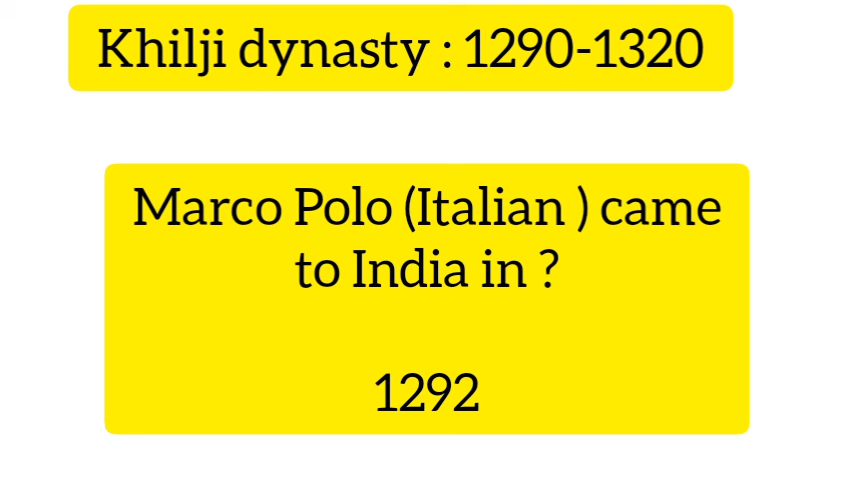 Khilji dynasty : 1290-1320
Marco Polo (Italian ) came
to India in ?
1292